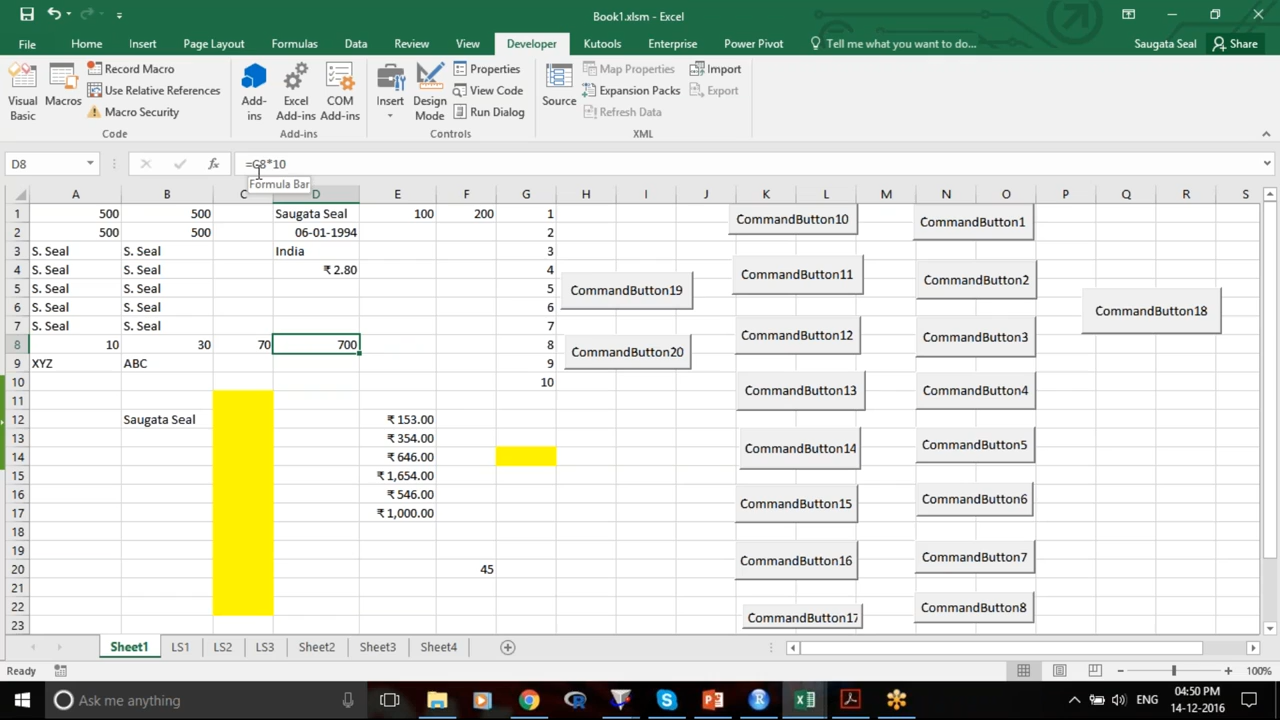 Book1.xlsm - Excel
File Home Insert Page Layout Formulas Data Review View Developer Kutools Enterprise Power Pivot Tell me what you want to do... Saugata Seal Share
Visual Basic
Macros
Record Macro
Use Relative References
Macro Security
Code
Add-ins
Excel Add-ins
COM Add-ins
Add-ins
Insert
Design Mode
Properties
View Code
Run Dialog
Controls
Source
Map Properties
Expansion Packs
Refresh Data
Import
Export
XML
D8 fx =C8*10
Formula Bar
A B C D E F G H I J K L M N O P Q R S
1 500 500 Saugata Seal 100 200 1
2 500 500 06-01-1994 2
3 S. Seal S. Seal India 3
4 S. Seal S. Seal ₹ 2.80 4
5 S. Seal S. Seal 5
6 S. Seal S. Seal 6
7 S. Seal S. Seal 7
8 10 30 70 700 8
9 XYZ ABC 9
10 10
11
12 Saugata Seal ₹ 153.00
13 ₹ 354.00
14 ₹ 646.00
15 ₹ 1,654.00
16 ₹ 546.00
17 ₹ 1,000.00
18
19
20 45
21
22
23
CommandButton19
CommandButton20
CommandButton10
CommandButton11
CommandButton12
CommandButton13
CommandButton14
CommandButton15
CommandButton16
CommandButton17
CommandButton1
CommandButton2
CommandButton3
CommandButton4
CommandButton5
CommandButton6
CommandButton7
CommandButton8
CommandButton18
Sheet1 LS1 LS2 LS3 Sheet2 Sheet3 Sheet4
Ready 100%
Ask me anything ENG 04:50 PM
14-12-2016